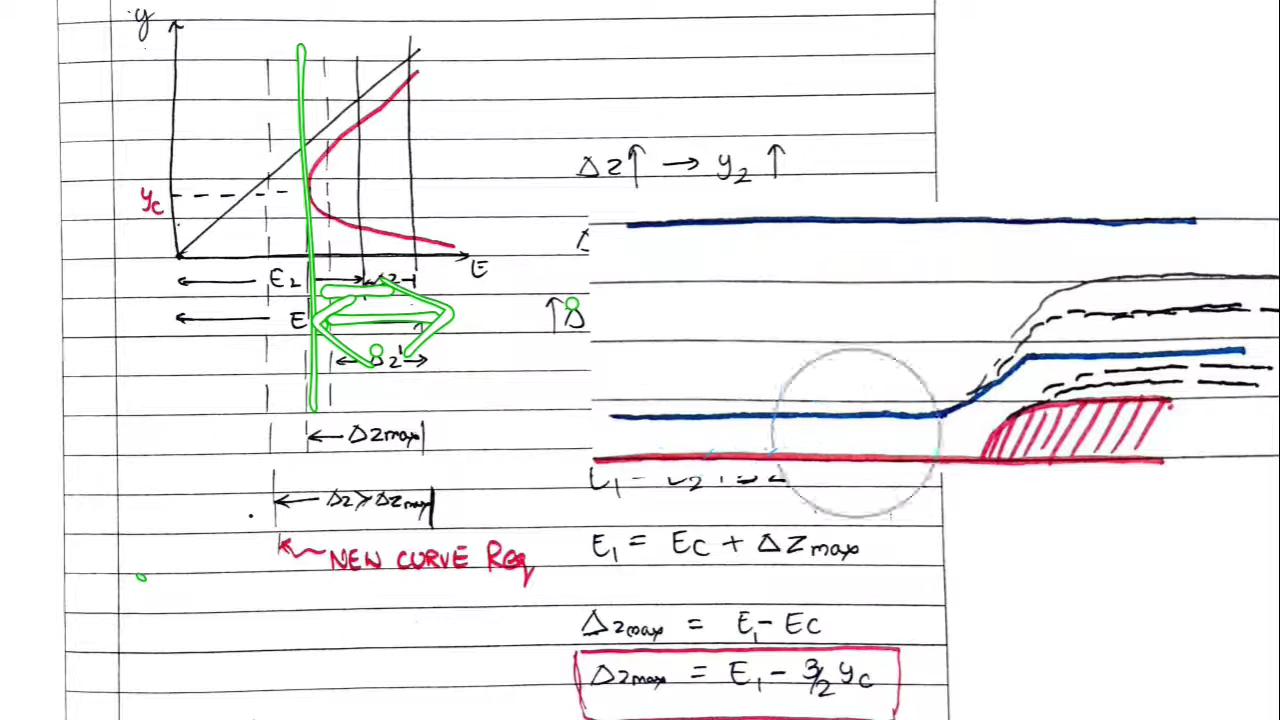 y
Δz↑ → y₂ ↑
yc
E
E₂
Δz
E
Δz'
Δzmax
Δz > Δzmax
NEW CURVE Req
E₁ = Ec + Δzmax
Δzmax = E₁ - Ec
Δzmax = E₁ - 3/2 yc